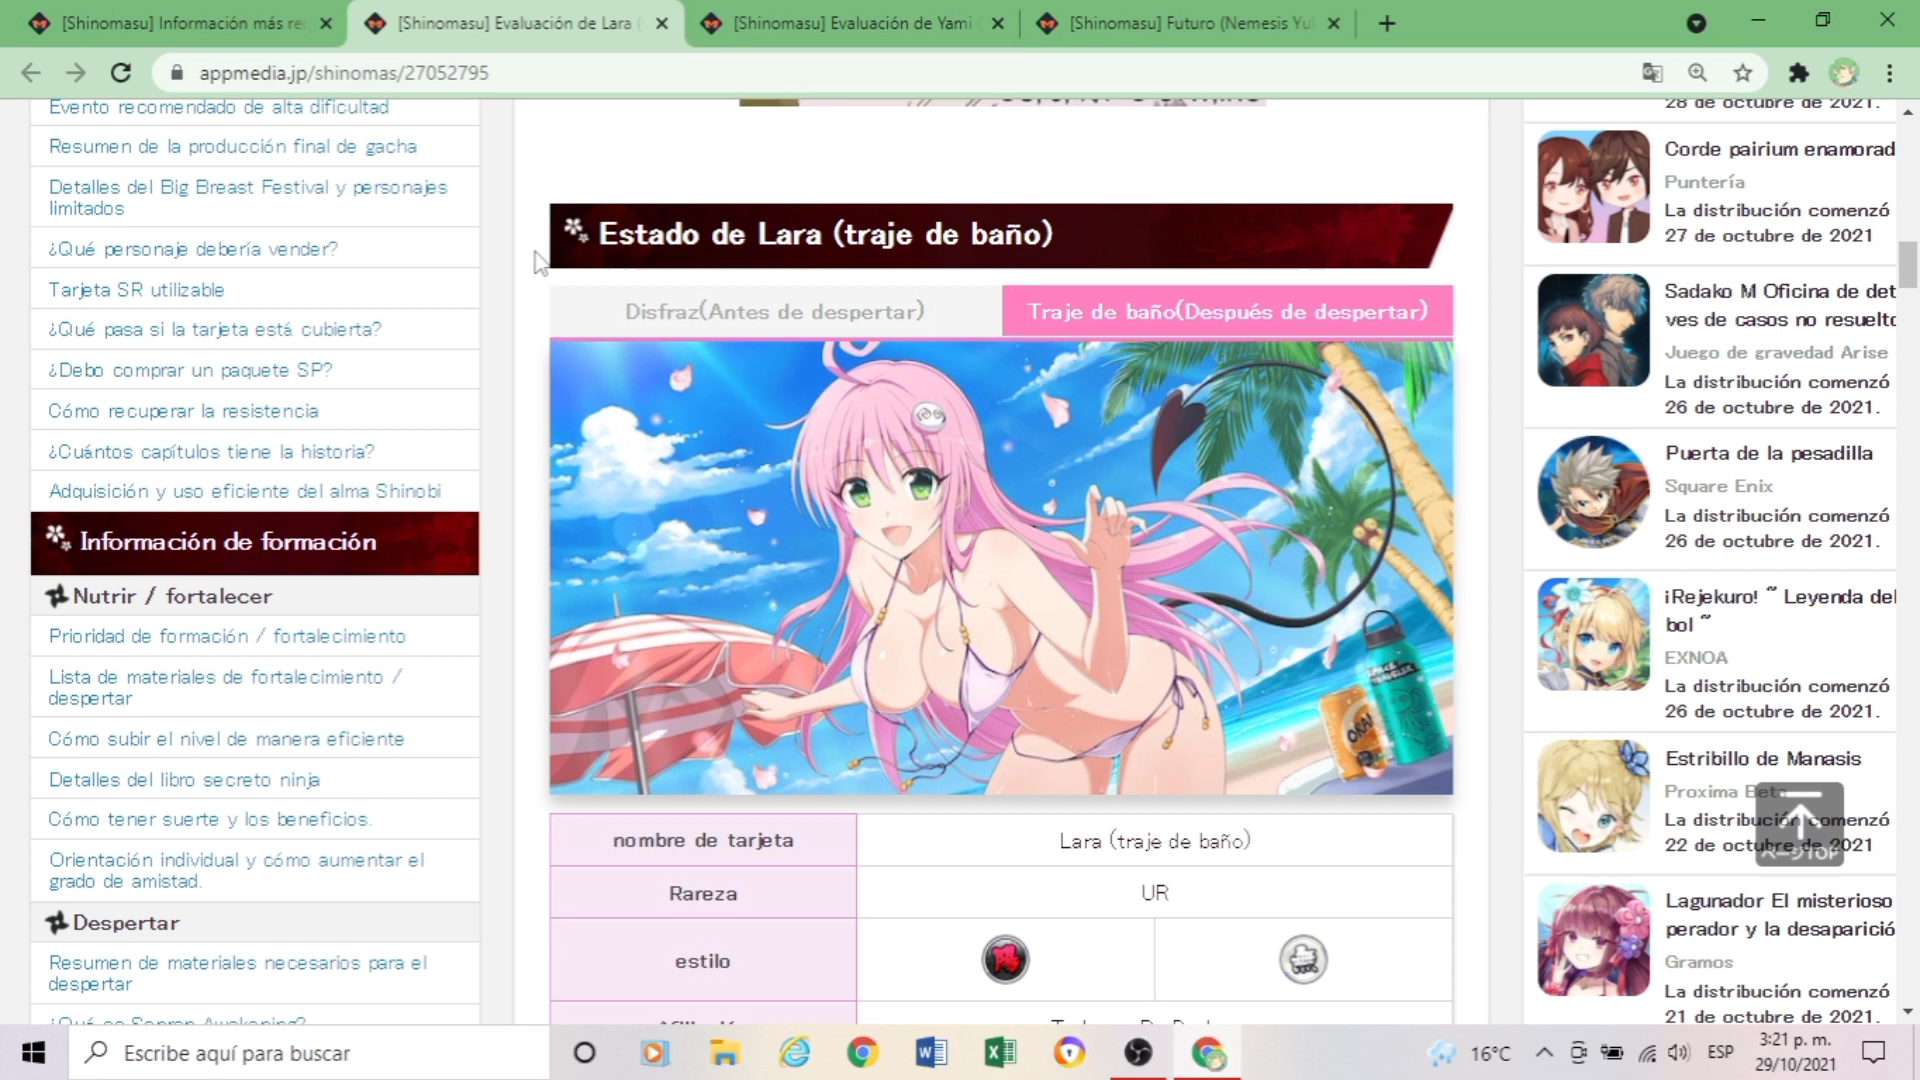 [Shinomasu] Información más re
[Shinomasu] Evaluación de Lara (
[Shinomasu] Evaluación de Yami
[Shinomasu] Futuro (Nemesis Yu
appmedia.jp/shinomas/27052795
Evento recomendado de alta dificultad
Resumen de la producción final de gacha
Detalles del Big Breast Festival y personajes
limitados
¿Qué personaje debería vender?
Tarjeta SR utilizable
¿Qué pasa si la tarjeta está cubierta?
¿Debo comprar un paquete SP?
Cómo recuperar la resistencia
¿Cuántos capítulos tiene la historia?
Adquisición y uso eficiente del alma Shinobi
Información de formación
Nutrir / fortalecer
Prioridad de formación / fortalecimiento
Lista de materiales de fortalecimiento /
despertar
Cómo subir el nivel de manera eficiente
Detalles del libro secreto ninja
Cómo tener suerte y los beneficios.
Orientación individual y cómo aumentar el
grado de amistad.
Despertar
Resumen de materiales necesarios para el
despertar
Estado de Lara (traje de baño)
Disfraz(Antes de despertar)
Traje de baño(Después de despertar)
nombre de tarjeta
Lara (traje de baño)
Rareza
UR
estilo
28 de octubre de 2021.
Corde pairium enamorad
Puntería
La distribución comenzó
27 de octubre de 2021
Sadako M Oficina de det
ves de casos no resuelto
Juego de gravedad Arise
La distribución comenzó
26 de octubre de 2021.
Puerta de la pesadilla
Square Enix
La distribución comenzó
26 de octubre de 2021.
¡Rejekuro! ~ Leyenda del
bol ~
EXNOA
La distribución comenzó
26 de octubre de 2021.
Estribillo de Manasis
Proxima Beta
La distribución comenzó
22 de octubre de 2021
ページTOP
Lagunador El misterioso
perador y la desaparició
Gramos
La distribución comenzó
21 de octubre de 2021.
Escribe aquí para buscar
16°C
ESP
3:21 p. m.
29/10/2021